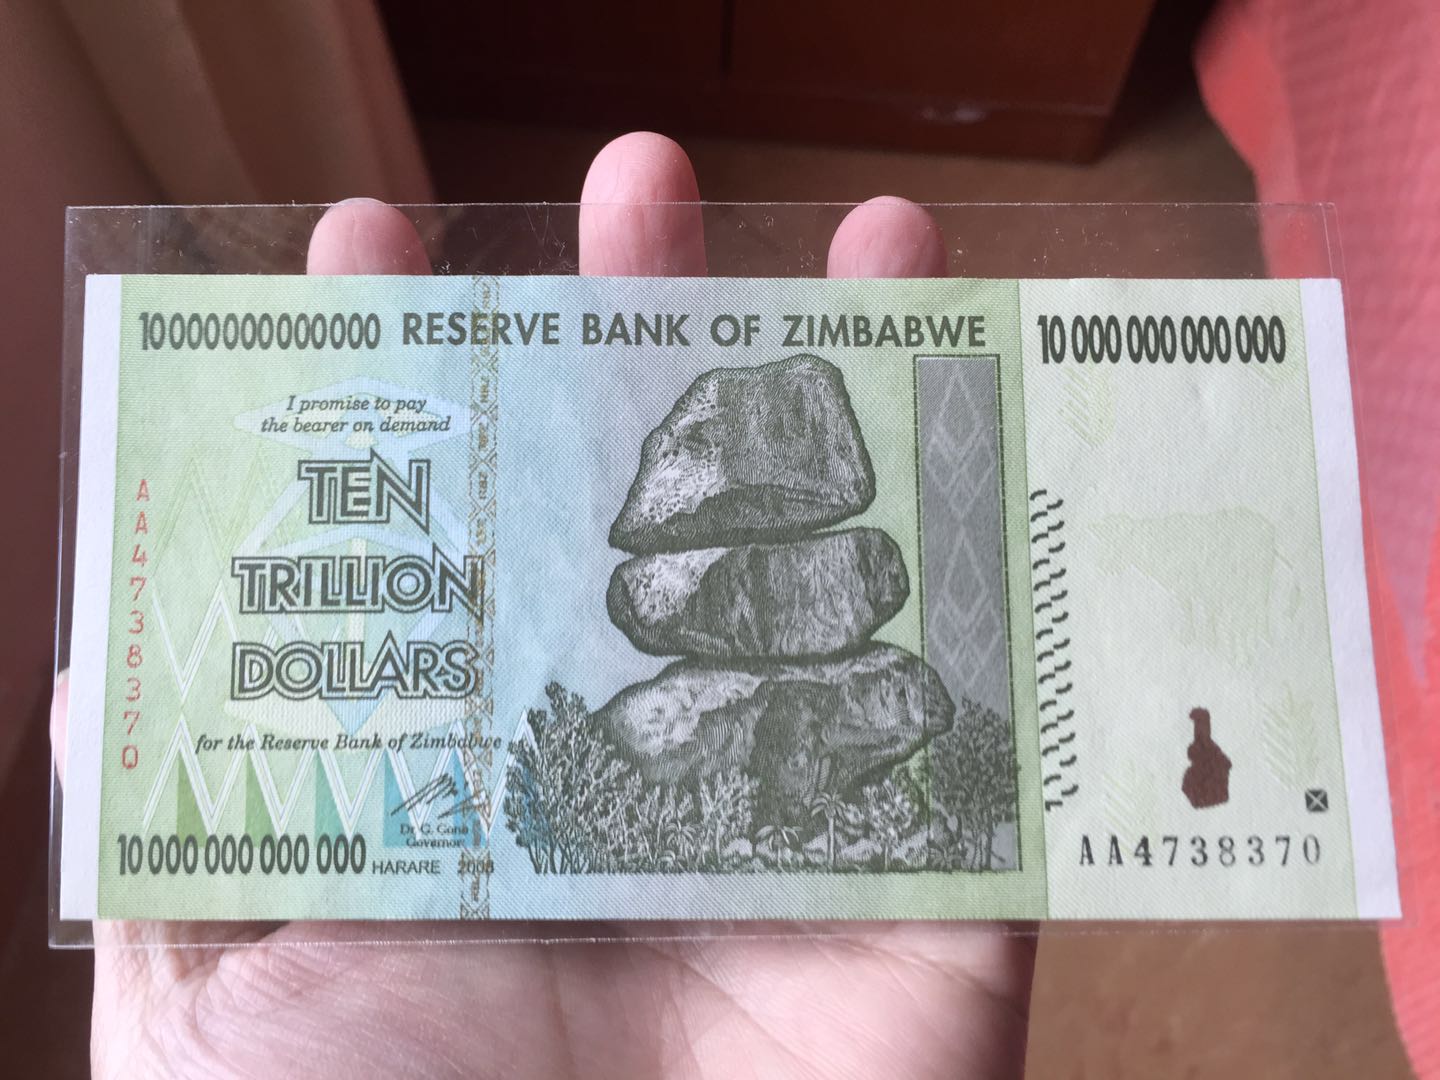 10000000000000 RESERVE BANK OF ZIMBABWE 10 000 000 000 000
I promise to pay
the bearer on demand
TEN
TRILLION
DOLLARS
for the Reserve Bank of Zimbabwe
Dr. G. Gono
Governor
10 000 000 000 000 HARARE 2008
AA4738370
AA4738370